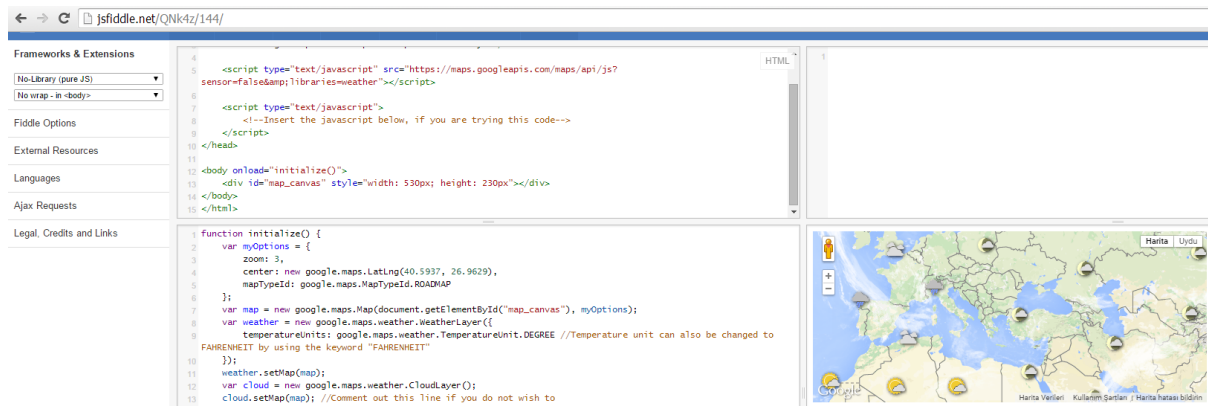 jsfiddle.net/QNk4z/144/
Frameworks & Extensions
No-Library (pure JS)
No wrap - in <body>
Fiddle Options
External Resources
Languages
Ajax Requests
Legal, Credits and Links
HTML
4
5 <script type="text/javascript" src="https://maps.googleapis.com/maps/api/js?
sensor=false&amp;libraries=weather"></script>
6
7 <script type="text/javascript">
8 <!--Insert the javascript below, if you are trying this code-->
9 </script>
10 </head>
11
12 <body onload="initialize()">
13 <div id="map_canvas" style="width: 530px; height: 230px"></div>
14 </body>
15 </html>
1
1 function initialize() {
2 var myOptions = {
3 zoom: 3,
4 center: new google.maps.LatLng(40.5937, 26.9629),
5 mapTypeId: google.maps.MapTypeId.ROADMAP
6 };
7 var map = new google.maps.Map(document.getElementById("map_canvas"), myOptions);
8 var weather = new google.maps.weather.WeatherLayer({
9 temperatureUnits: google.maps.weather.TemperatureUnit.DEGREE //Temperature unit can also be changed to
FAHRENHEIT by using the keyword "FAHRENHEIT"
10 });
11 weather.setMap(map);
12 var cloud = new google.maps.weather.CloudLayer();
13 cloud.setMap(map); //Comment out this line if you do not wish to
Harita Uydu
Google
Harita Verileri Kullanım Şartları Harita hatası bildirin